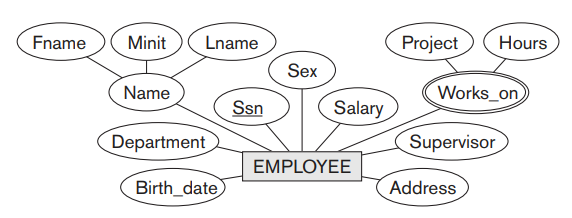 Fname
Minit
Lname
Project
Hours
Sex
Name
Ssn
Salary
Works_on
Department
Supervisor
EMPLOYEE
Birth_date
Address